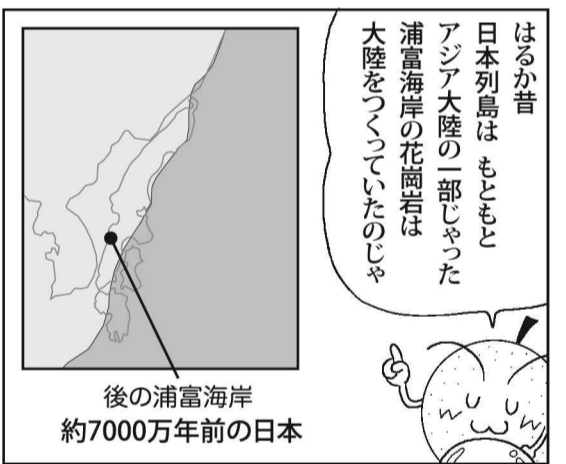 はるか昔
日本列島は もともと
アジア大陸の一部じゃった
浦富海岸の花崗岩は
大陸をつくっていたのじゃ
後の浦富海岸
約7000万年前の日本